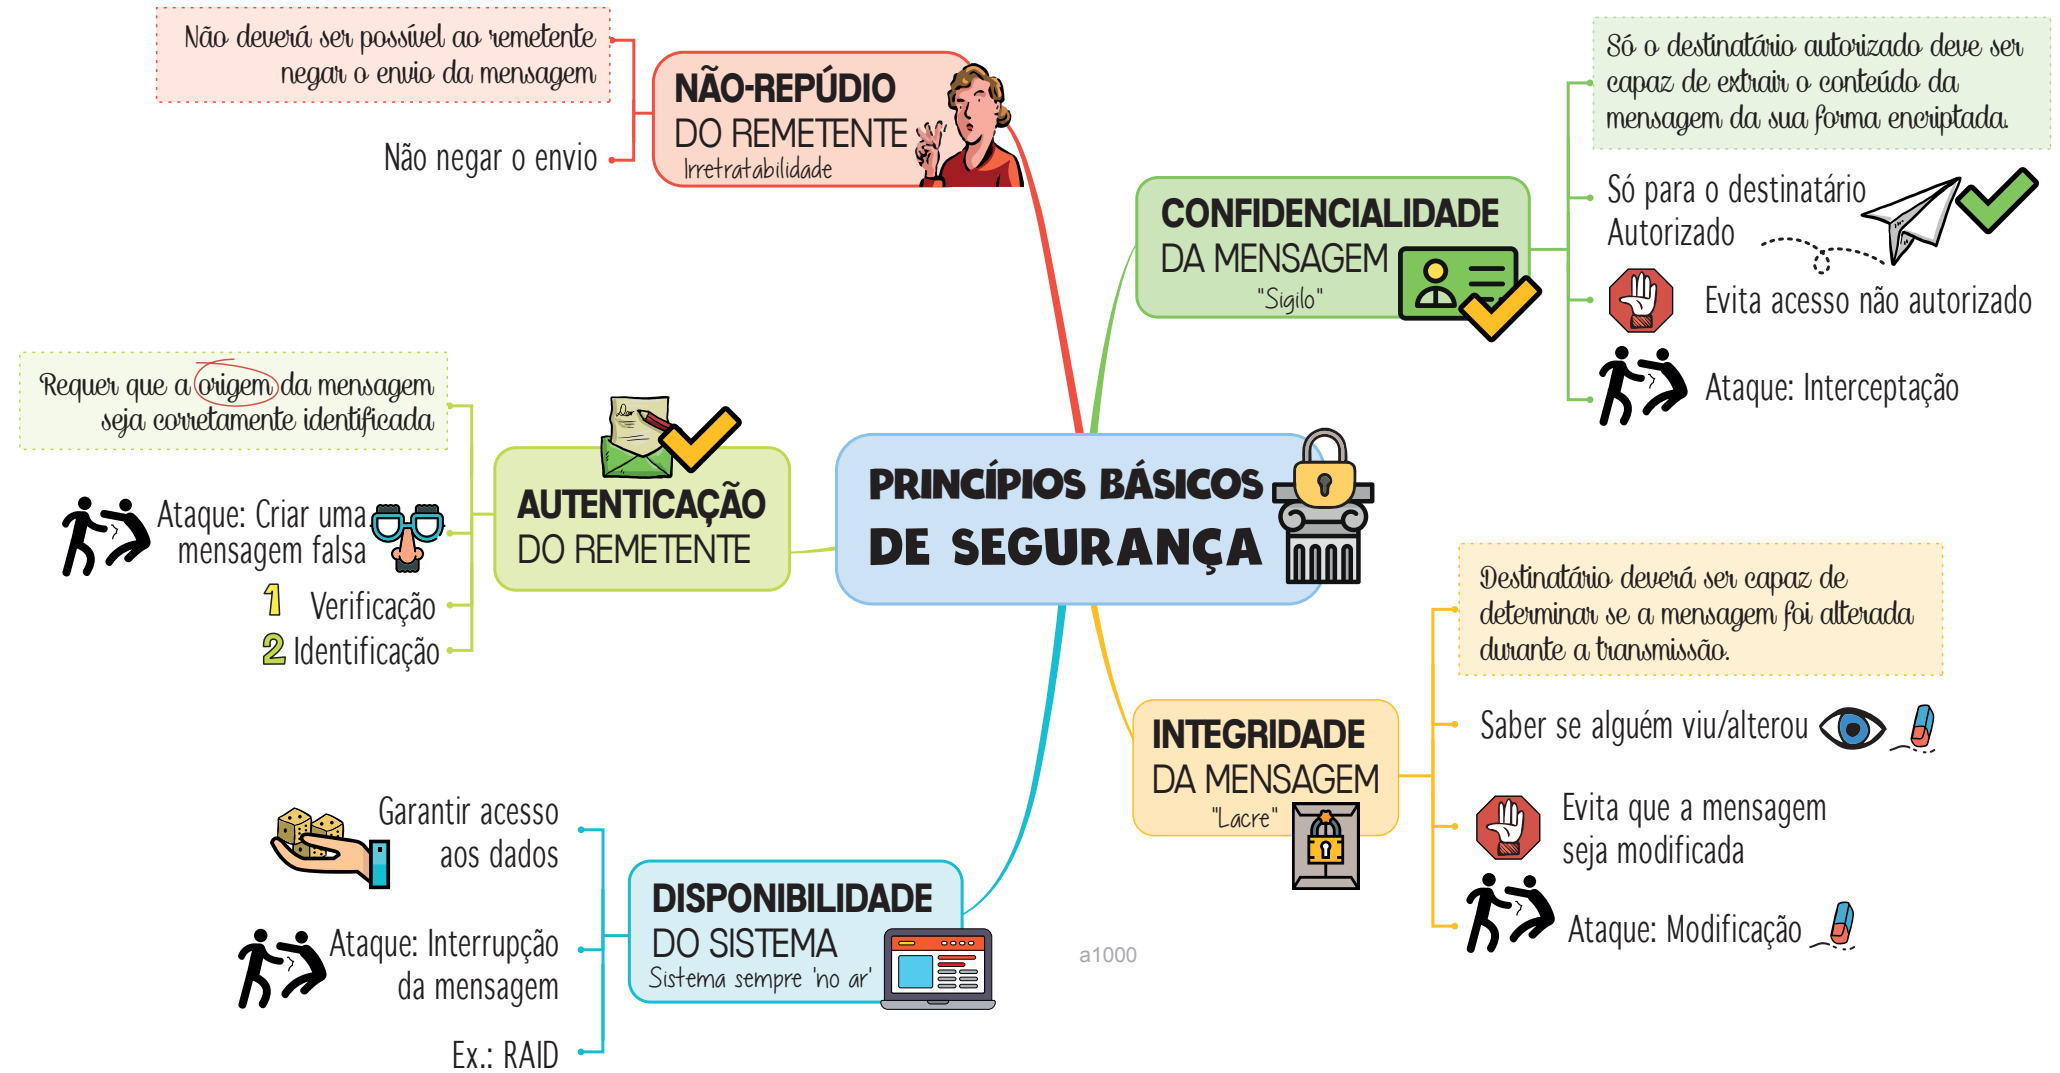 PRINCÍPIOS BÁSICOS
DE SEGURANÇA
NÃO-REPÚDIO
DO REMETENTE
Irretratabilidade
Não deverá ser possível ao remetente
negar o envio da mensagem
Não negar o envio
CONFIDENCIALIDADE
DA MENSAGEM
"Sigilo"
Só o destinatário autorizado deve ser
capaz de extrair o conteúdo da
mensagem da sua forma encriptada.
Só para o destinatário
Autorizado
Evita acesso não autorizado
Ataque: Interceptação
AUTENTICAÇÃO
DO REMETENTE
Requer que a origem da mensagem
seja corretamente identificada
Ataque: Criar uma
mensagem falsa
1 Verificação
2 Identificação
INTEGRIDADE
DA MENSAGEM
"Lacre"
Destinatário deverá ser capaz de
determinar se a mensagem foi alterada
durante a transmissão.
Saber se alguém viu/alterou
Evita que a mensagem
seja modificada
Ataque: Modificação
DISPONIBILIDADE
DO SISTEMA
Sistema sempre 'no ar'
Garantir acesso
aos dados
Ataque: Interrupção
da mensagem
Ex.: RAID
a1000